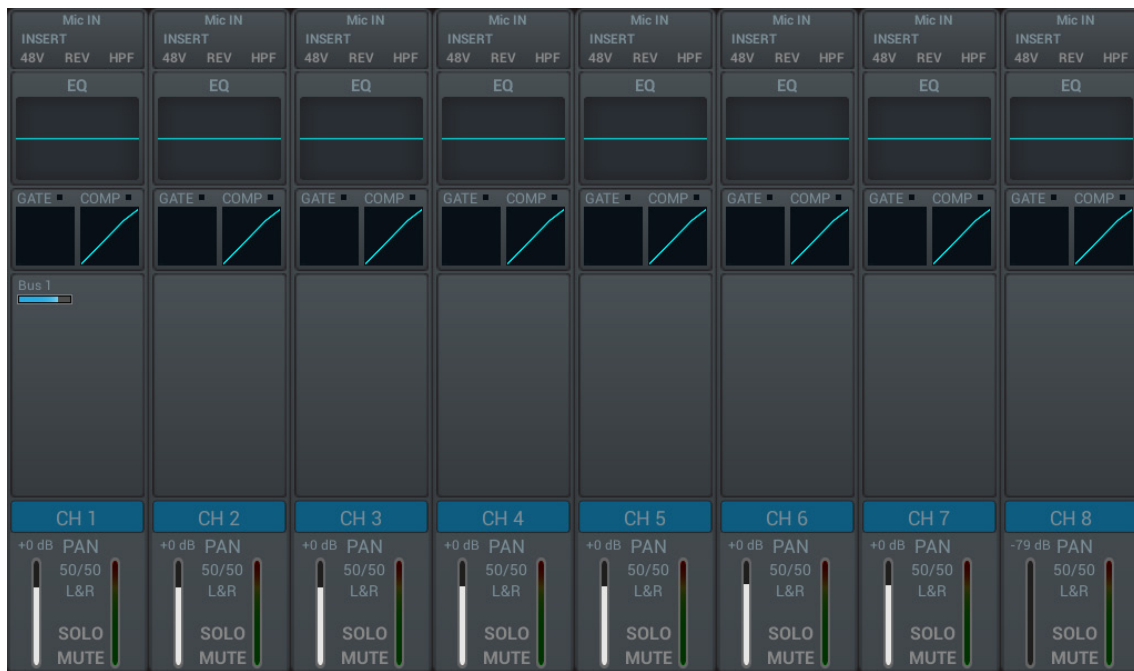 Mic IN Mic IN Mic IN Mic IN Mic IN Mic IN Mic IN Mic IN
INSERT INSERT INSERT INSERT INSERT INSERT INSERT INSERT
48V REV HPF 48V REV HPF 48V REV HPF 48V REV HPF 48V REV HPF 48V REV HPF 48V REV HPF 48V REV HPF
EQ EQ EQ EQ EQ EQ EQ EQ
GATE COMP GATE COMP GATE COMP GATE COMP GATE COMP GATE COMP GATE COMP GATE COMP
Bus 1
CH 1 CH 2 CH 3 CH 4 CH 5 CH 6 CH 7 CH 8
+0 dB PAN +0 dB PAN +0 dB PAN +0 dB PAN +0 dB PAN +0 dB PAN +0 dB PAN -79 dB PAN
50/50 50/50 50/50 50/50 50/50 50/50 50/50 50/50
L&R L&R L&R L&R L&R L&R L&R L&R
SOLO SOLO SOLO SOLO SOLO SOLO SOLO SOLO
MUTE MUTE MUTE MUTE MUTE MUTE MUTE MUTE